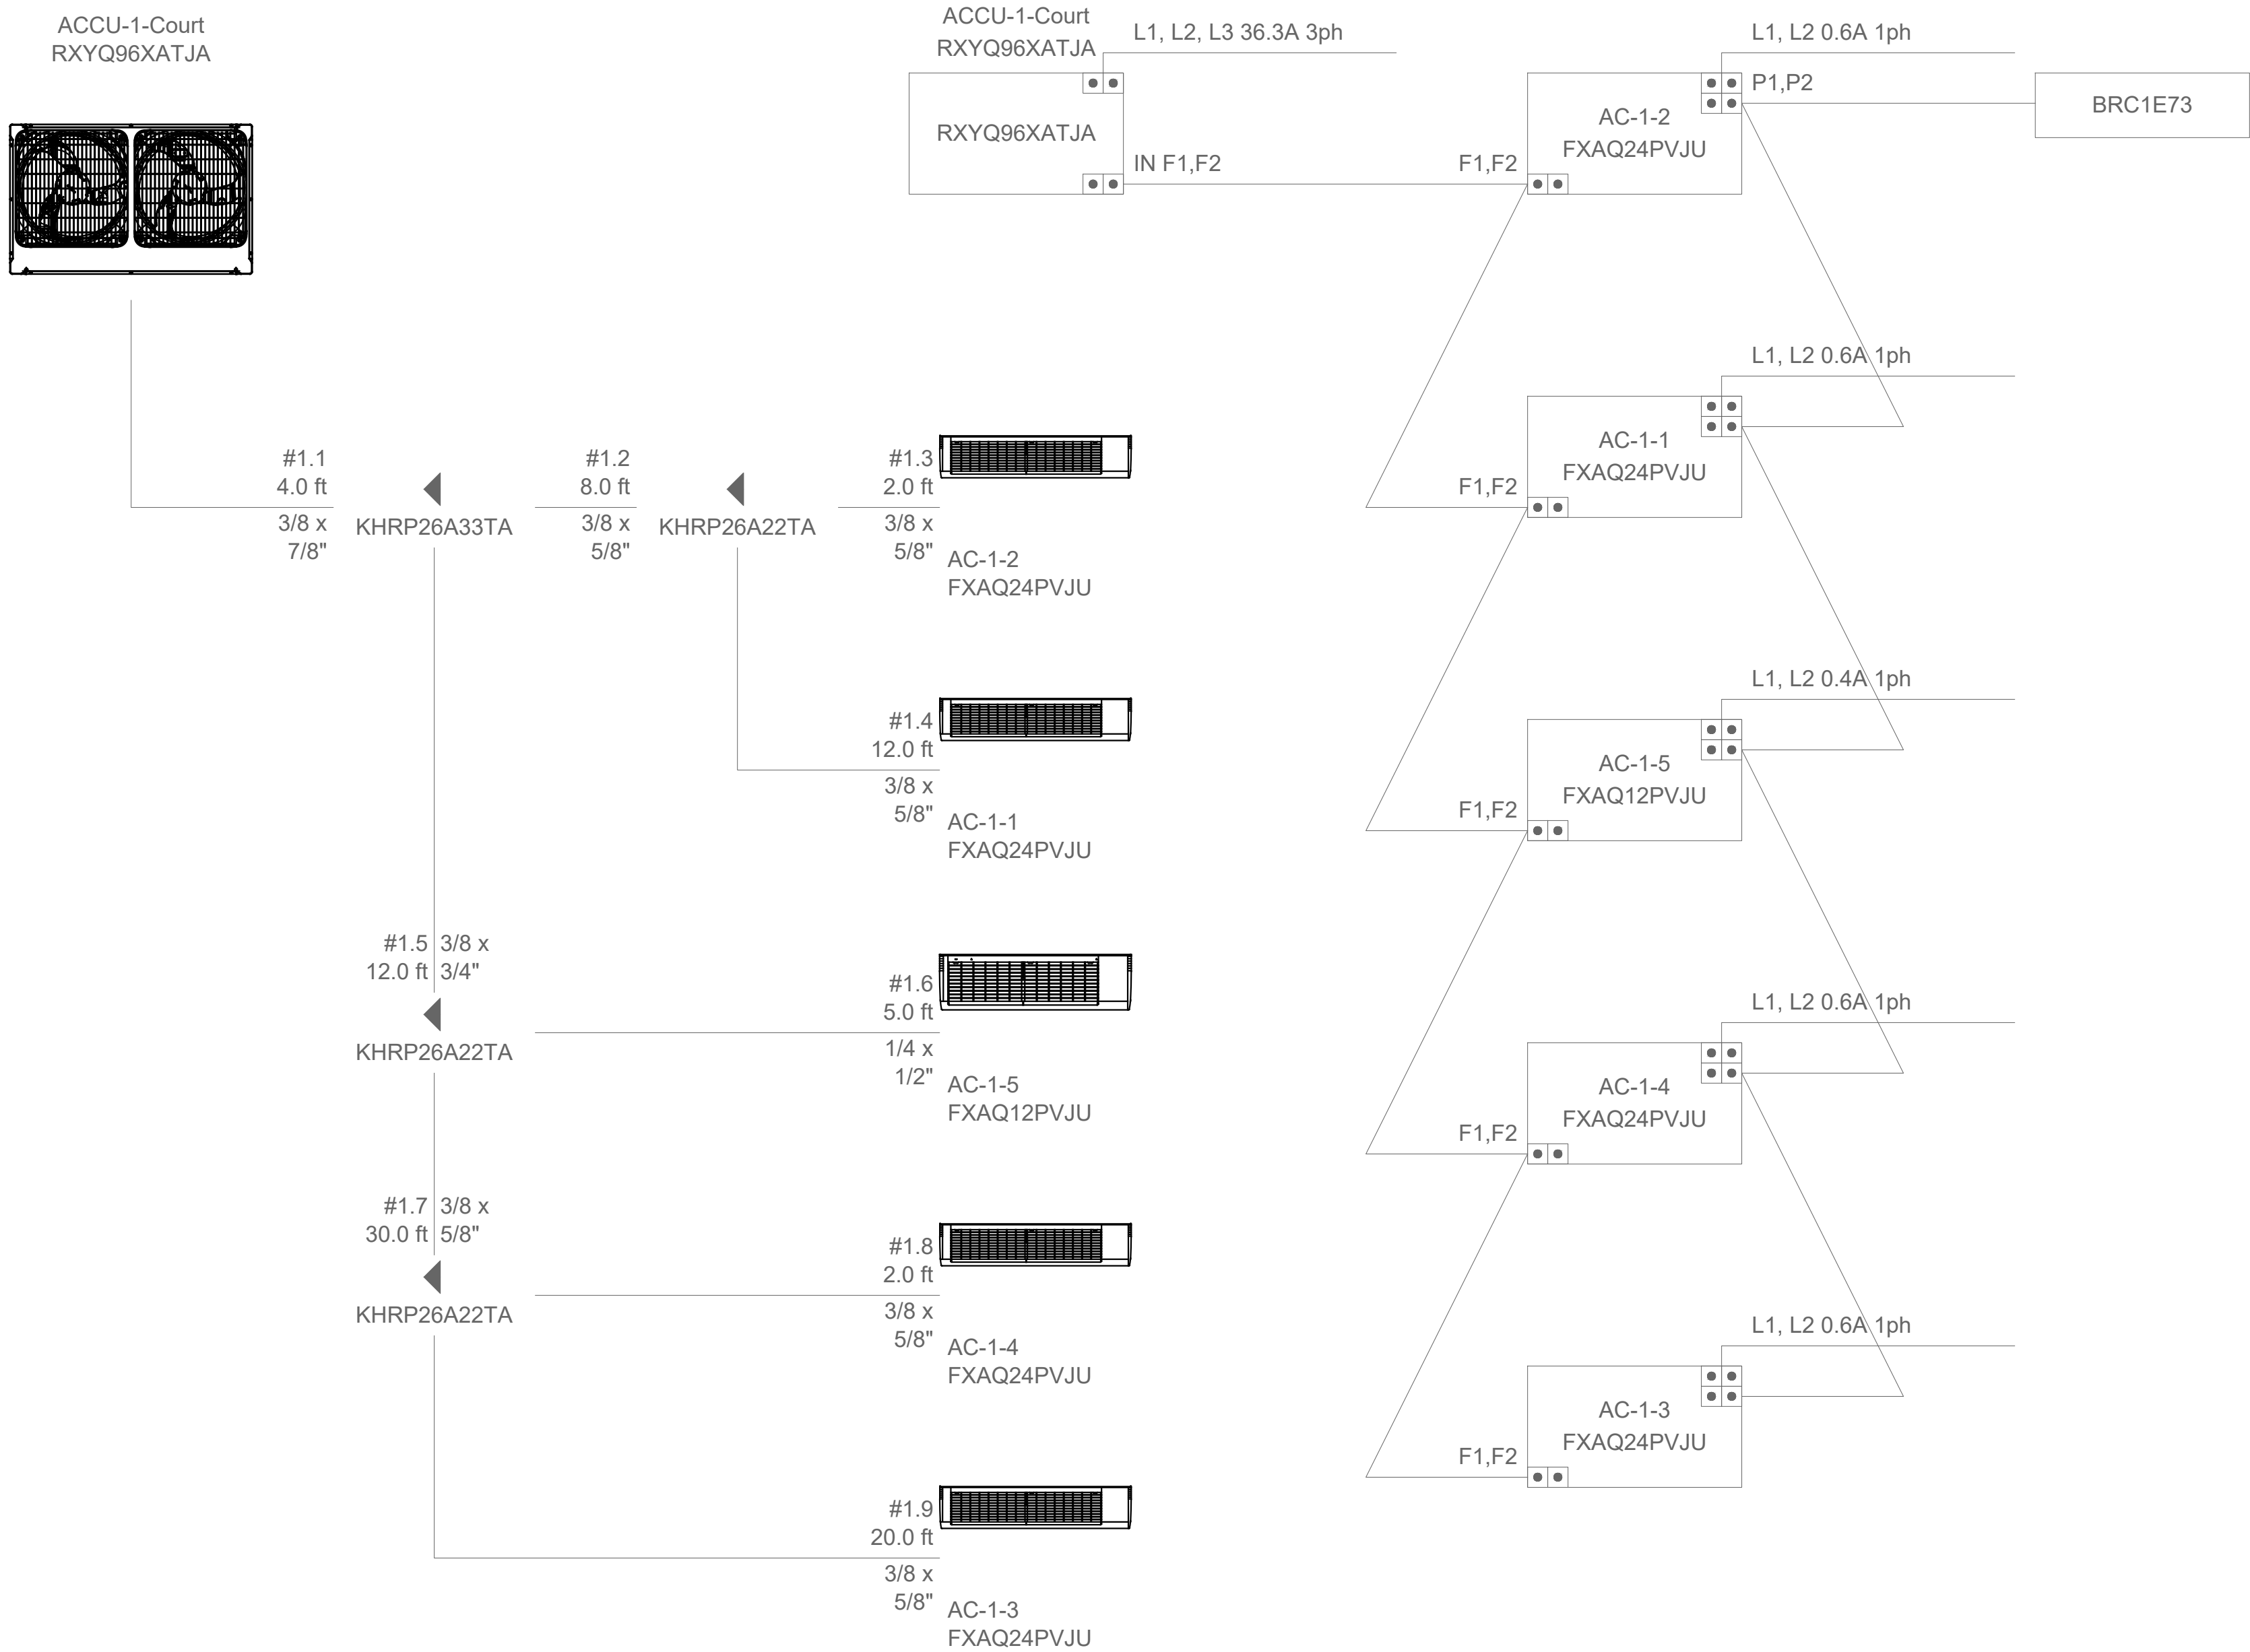 ACCU-1-Court
RXYQ96XATJA
#1.1
4.0 ft
3/8 x
7/8"
KHRP26A33TA
#1.2
8.0 ft
3/8 x
5/8"
KHRP26A22TA
#1.3
2.0 ft
3/8 x
5/8"
AC-1-2
FXAQ24PVJU
#1.4
12.0 ft
3/8 x
5/8"
AC-1-1
FXAQ24PVJU
#1.5
12.0 ft
3/8 x
3/4"
KHRP26A22TA
#1.6
5.0 ft
1/4 x
1/2"
AC-1-5
FXAQ12PVJU
#1.7
30.0 ft
3/8 x
5/8"
KHRP26A22TA
#1.8
2.0 ft
3/8 x
5/8"
AC-1-4
FXAQ24PVJU
#1.9
20.0 ft
3/8 x
5/8"
AC-1-3
FXAQ24PVJU
ACCU-1-Court
RXYQ96XATJA
L1, L2, L3 36.3A 3ph
RXYQ96XATJA
IN F1,F2
F1,F2
L1, L2 0.6A 1ph
P1,P2
AC-1-2
FXAQ24PVJU
BRC1E73
L1, L2 0.6A 1ph
AC-1-1
FXAQ24PVJU
F1,F2
L1, L2 0.4A 1ph
AC-1-5
FXAQ12PVJU
F1,F2
L1, L2 0.6A 1ph
AC-1-4
FXAQ24PVJU
F1,F2
L1, L2 0.6A 1ph
AC-1-3
FXAQ24PVJU
F1,F2